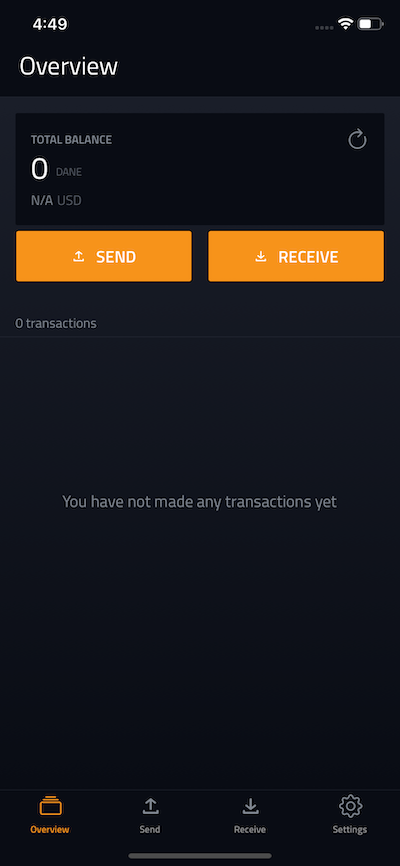 4:49
Overview
TOTAL BALANCE
0 DANE
N/A USD
SEND
RECEIVE
0 transactions
You have not made any transactions yet
Overview
Send
Receive
Settings